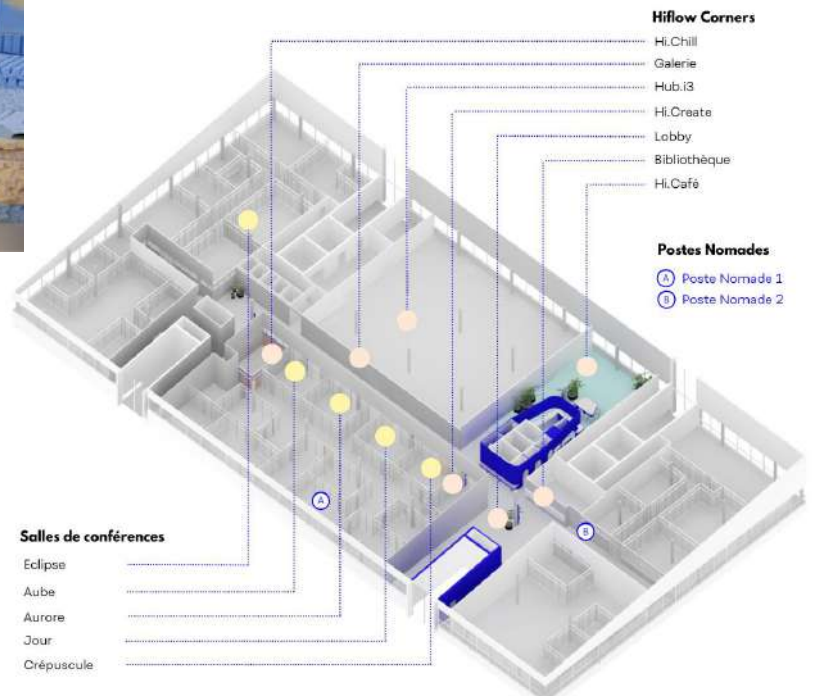 Hiflow Corners
Hi.Chill
Galerie
Hub.i3
Hi.Create
Lobby
Bibliothèque
Hi.Café
Postes Nomades
A Poste Nomade 1
B Poste Nomade 2
A
B
Salles de conférences
Eclipse
Aube
Aurore
Jour
Crépuscule